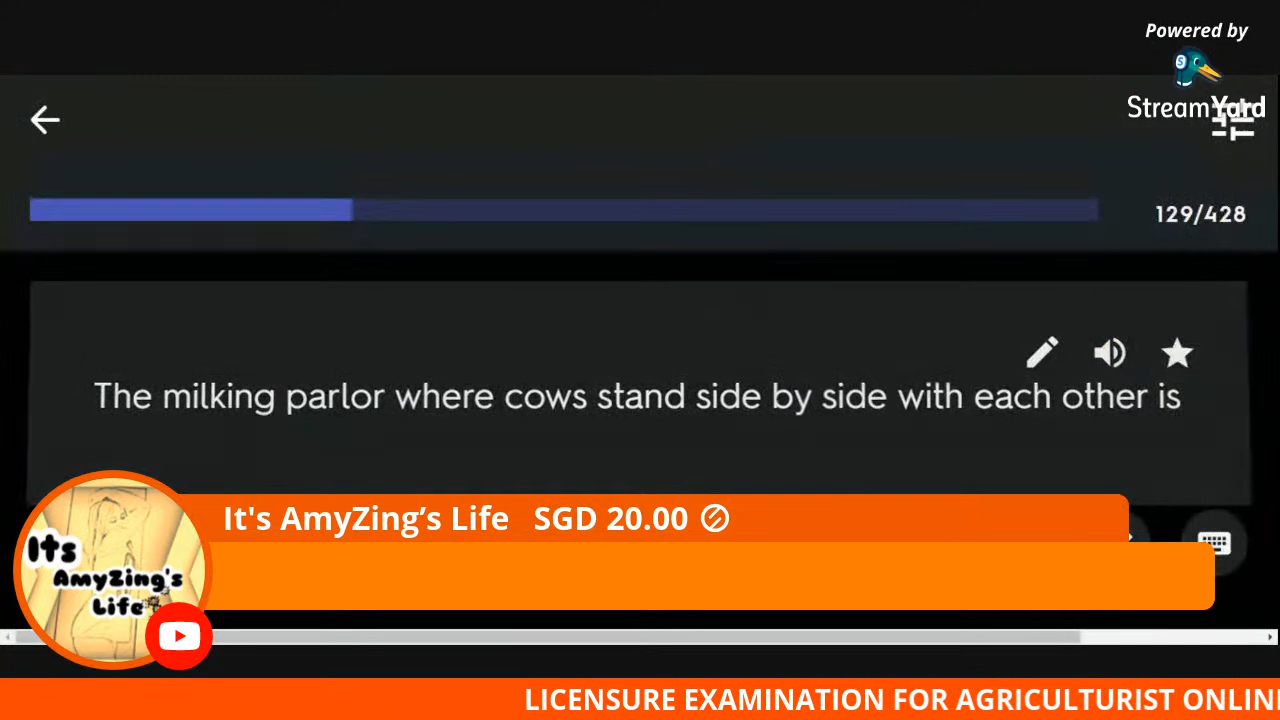 Powered by
StreamYard
129/428
The milking parlor where cows stand side by side with each other is
It's AmyZing’s Life SGD 20.00
Its
AmyZing's
Life
LICENSURE EXAMINATION FOR AGRICULTURIST ONLIN